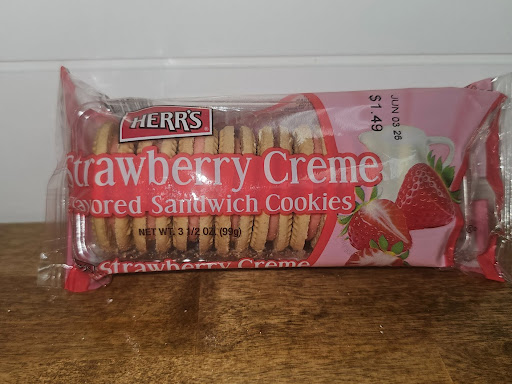 HERR'S
Strawberry Creme
Flavored Sandwich Cookies
NET WT. 3 1/2 OZ. (99g)
Strawberry Creme
JUN 03 26
$1.49